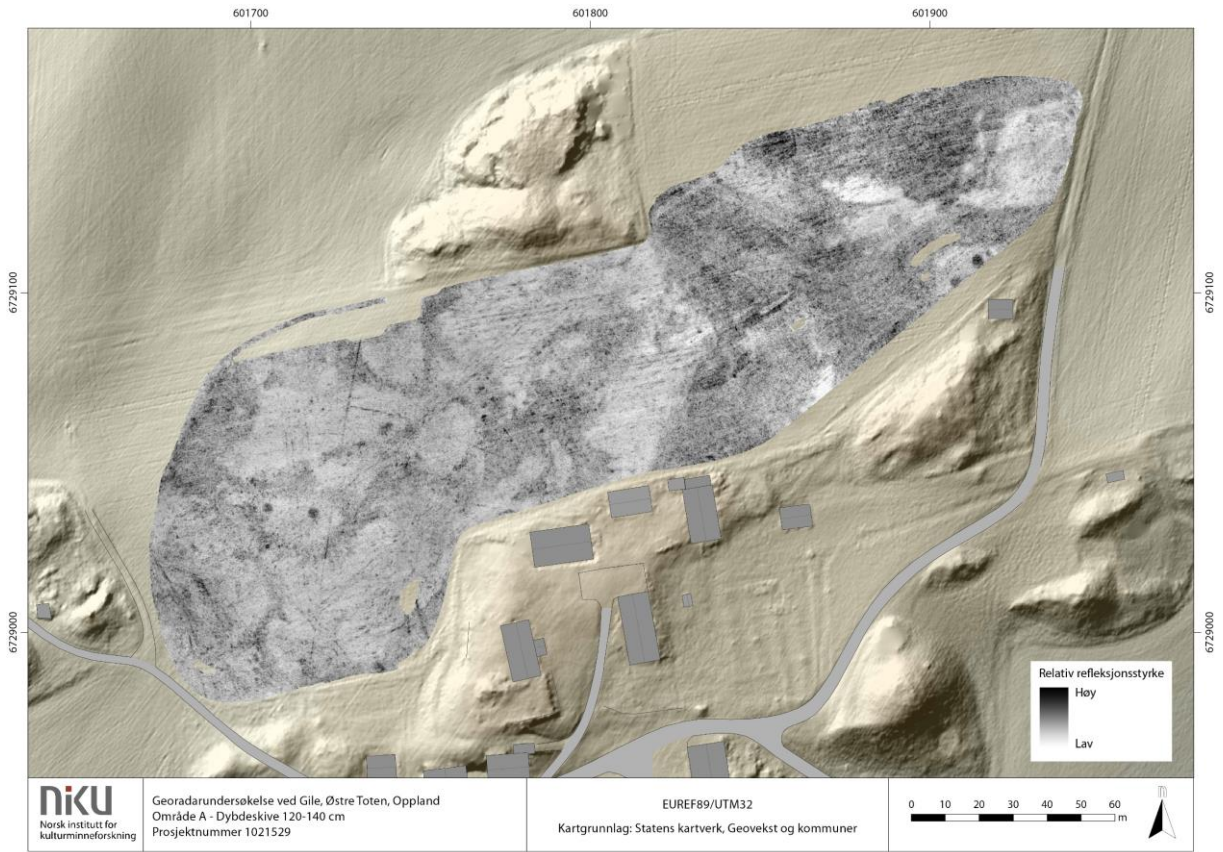 601700
601800
601900
6729100
6729100
6729000
6729000
Relativ refleksjonsstyrke
Høy
Lav
NIKU
Norsk institutt for
kulturminneforskning
Georadarundersøkelse ved Gile, Østre Toten, Oppland
Område A - Dybdeskive 120-140 cm
Prosjektnummer 1021529
EUREF89/UTM32
Kartgrunnlag: Statens kartverk, Geovekst og kommuner
0 10 20 30 40 50 60
m
n